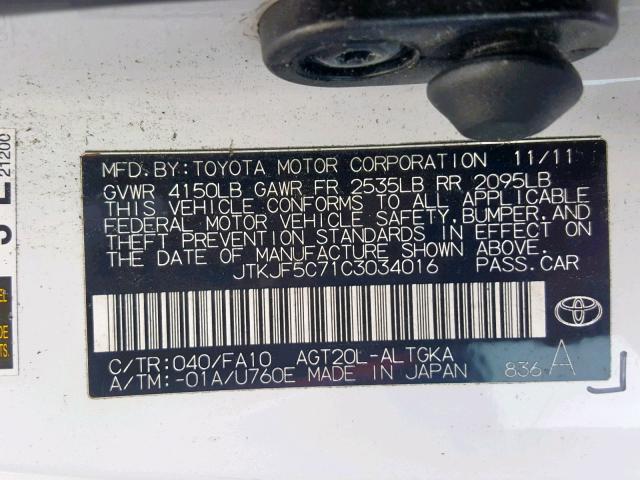 MFD.BY:TOYOTA MOTOR CORPORATION 11/11
GVWR 4150LB GAWR FR 2535LB RR 2095LB
THIS VEHICLE CONFORMS TO ALL APPLICABLE
FEDERAL MOTOR VEHICLE SAFETY,BUMPER,AND
THEFT PREVENTION STANDARDS IN EFFECT ON
THE DATE OF MANUFACTURE SHOWN ABOVE.
JTKJF5C71C3034016 PASS.CAR
C/TR:040/FA10 AGT20L-ALTGKA
A/TM:-01A/U760E MADE IN JAPAN 836 A
21200